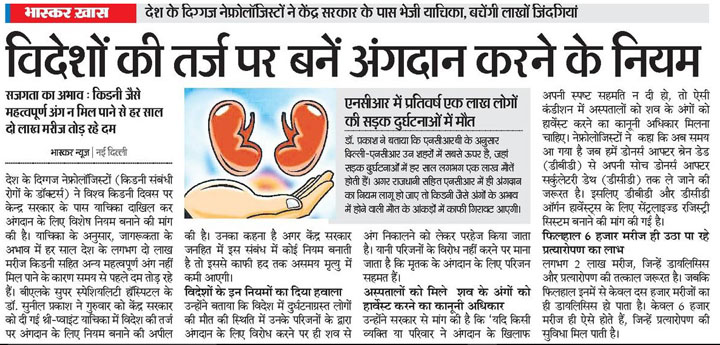 भास्कर खास
देश के दिग्गज नेफ्रोलॉजिस्टों ने केंद्र सरकार के पास भेजी याचिका, बचेंगी लाखों जिंदगियां
विदेशों की तर्ज पर बनें अंगदान करने के नियम
सजगता का अभाव : किडनी जैसे
महत्वपूर्ण अंग न मिल पाने से हर साल
दो लाख मरीज तोड़ रहे दम
भास्कर न्यूज | नई दिल्ली
देश के दिग्गज नेफ्रोलॉजिस्टों (किडनी संबंधी
रोगों के डॉक्टर्स) ने विश्व किडनी दिवस पर
केन्द्र सरकार के पास याचिका दाखिल कर
अंगदान के लिए विशेष नियम बनाने की मांग
की है। याचिका के अनुसार, जागरूकता के
अभाव में हर साल देश के लगभग दो लाख
मरीज किडनी सहित अन्य महत्वपूर्ण अंग नहीं
मिल पाने के कारण समय से पहले दम तोड़ रहे
हैं। बीएलके सुपर स्पेशियलिटी हॉस्पिटल के
डॉ. सुनील प्रकाश ने गुरुवार को केंद्र सरकार
को दी गई थ्री-प्वाइंट याचिका में विदेश की तर्ज
पर अंगदान के लिए नियम बनाने की अपील
की है। उनका कहना है अगर केंद्र सरकार
जनहित में इस संबंध में कोई नियम बनाती
है तो इससे काफी हद तक असमय मृत्यु में
कमी आएगी।
विदेशों के इन नियमों का दिया हवाला
उन्होंने बताया कि विदेश में दुर्घटनाग्रस्त लोगों
की मौत की स्थिति में उनके परिजनों के द्वारा
अंगदान के लिए विरोध करने पर ही शव से
एनसीआर में प्रतिवर्ष एक लाख लोगों
की सड़क दुर्घटनाओं में मौत
डॉ. प्रकाश ने बताया कि एनसीआरबी के अनुसार
दिल्ली-एनसीआर उन शहरों में सबसे ऊपर है, जहां
सड़क दुर्घटनाओं में हर साल लगभग एक लाख मौतें
होती हैं। अगर राजधानी सहित एनसीआर में ही अंगदान
का नियम लागू हो जाए तो किडनी जैसे अंगों के अभाव
में होने वाली मौत के आंकड़ों में काफी गिरावट आएगी।
अंग निकालने को लेकर परहेज किया जाता
है। यानी परिजनों के विरोध नहीं करने पर माना
जाता है कि मृतक के अंगदान के लिए परिजन
सहमत हैं।
अस्पतालों को मिले शव के अंगों को
हार्वेस्ट करने का कानूनी अधिकार
उन्होंने सरकार से मांग की है कि 'यदि किसी
व्यक्ति या परिवार ने अंगदान के खिलाफ
अपनी स्पष्ट सहमति न दी हो, तो ऐसी
कंडीशन में अस्पतालों को शव के अंगों को
हार्वेस्ट करने का कानूनी अधिकार मिलना
चाहिए। नेफ्रोलोजिस्टों ने कहा कि अब समय
आ गया है जब हमें डोनर्स आफ्टर ब्रेन डेड
(डीबीडी) से अपनी सोच डोनर्स आफ्टर
सर्कुलेटरी डेथ (डीसीडी) तक ले जाने की
जरूरत है। इसलिए डीबीडी और डीसीडी
ऑर्गन हार्वेस्ट्स के लिए सेंट्रलाइज्ड रजिस्ट्री
सिस्टम बनाने की मांग की गई है।
फिलहाल 6 हजार मरीज ही उठा पा रहे
प्रत्यारोपण का लाभ
लगभग 2 लाख मरीज, जिन्हें डायलिसिस
और प्रत्यारोपण की तत्काल जरूरत है। जबकि
फिलहाल इनमें से केवल दस हजार मरीजों का
ही डायलिसिस हो पाता है। केवल 6 हजार
मरीज ही ऐसे होते हैं, जिन्हें प्रत्यारोपण की
सुविधा मिल पाती है।